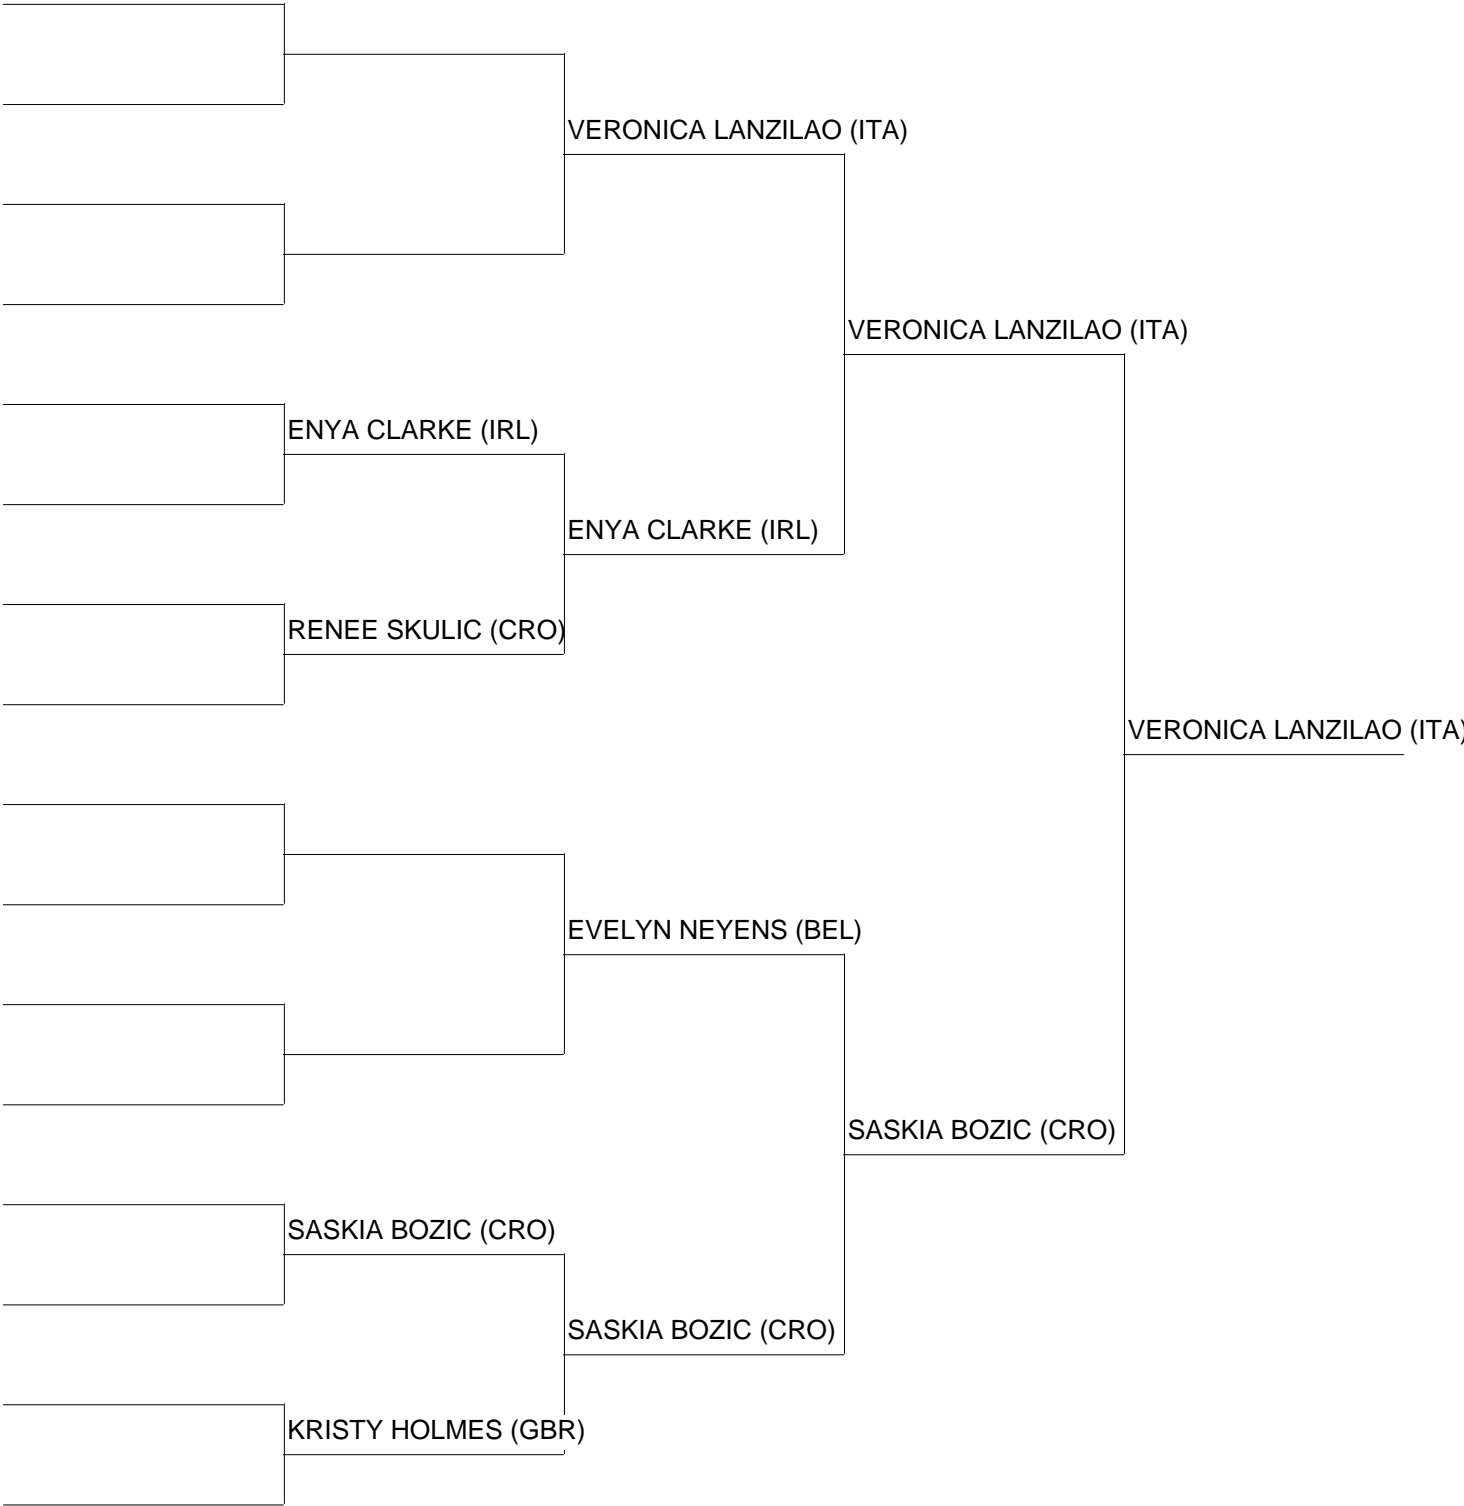 VERONICA LANZILAO (ITA)
VERONICA LANZILAO (ITA)
ENYA CLARKE (IRL)
ENYA CLARKE (IRL)
RENEE SKULIC (CRO)
VERONICA LANZILAO (ITA)
EVELYN NEYENS (BEL)
SASKIA BOZIC (CRO)
SASKIA BOZIC (CRO)
SASKIA BOZIC (CRO)
KRISTY HOLMES (GBR)